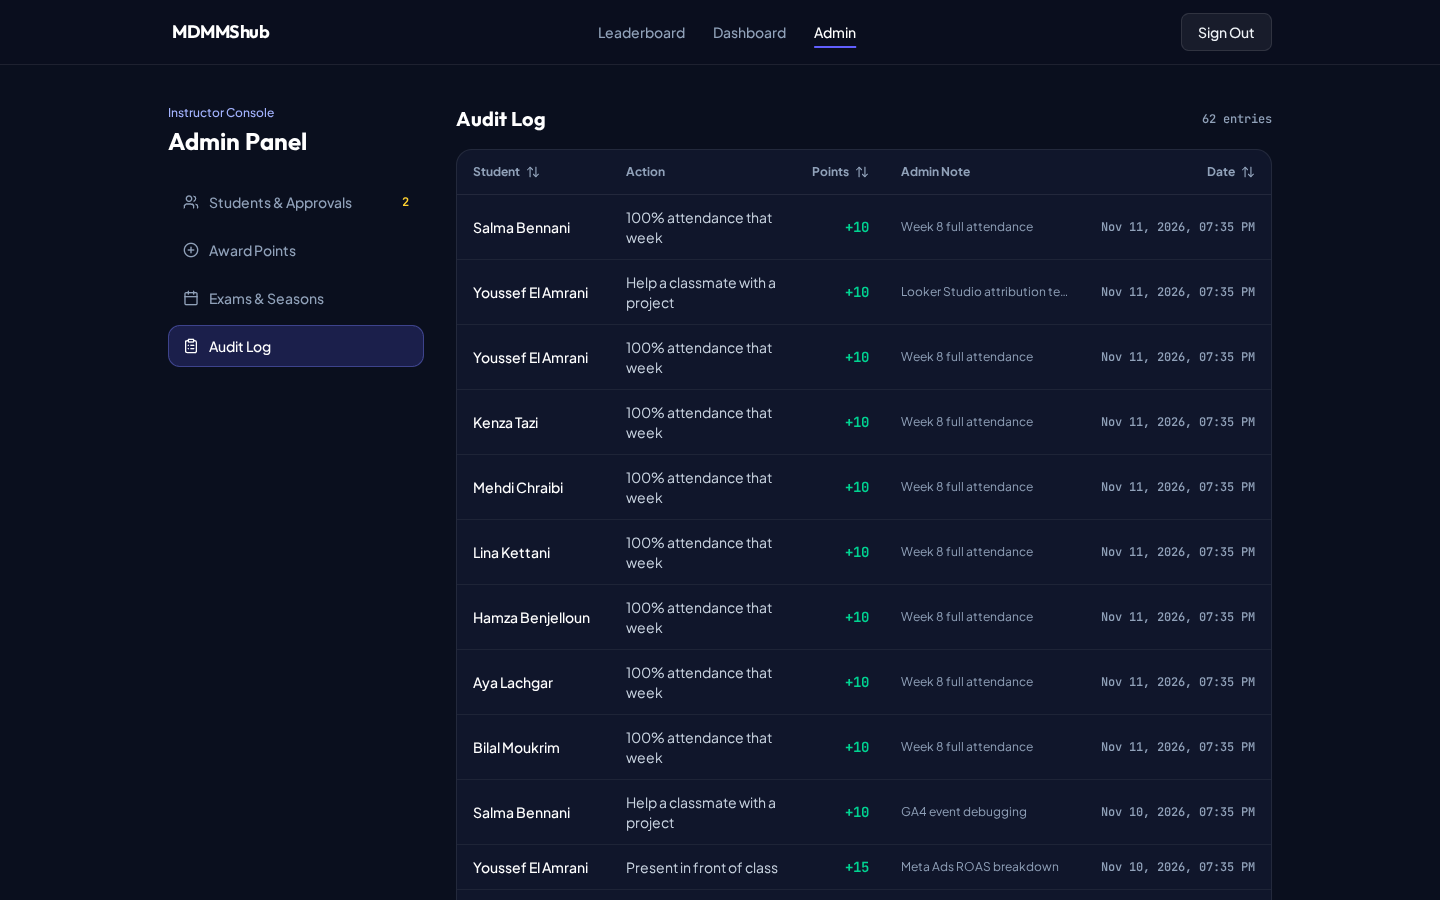 MDMMShub
Leaderboard Dashboard Admin
Sign Out
Instructor Console
Admin Panel
Students & Approvals 2
Award Points
Exams & Seasons
Audit Log
Audit Log
62 entries
Student Action Points Admin Note Date
Salma Bennani 100% attendance that week +10 Week 8 full attendance Nov 11, 2026, 07:35 PM
Youssef El Amrani Help a classmate with a project +10 Looker Studio attribution te… Nov 11, 2026, 07:35 PM
Youssef El Amrani 100% attendance that week +10 Week 8 full attendance Nov 11, 2026, 07:35 PM
Kenza Tazi 100% attendance that week +10 Week 8 full attendance Nov 11, 2026, 07:35 PM
Mehdi Chraibi 100% attendance that week +10 Week 8 full attendance Nov 11, 2026, 07:35 PM
Lina Kettani 100% attendance that week +10 Week 8 full attendance Nov 11, 2026, 07:35 PM
Hamza Benjelloun 100% attendance that week +10 Week 8 full attendance Nov 11, 2026, 07:35 PM
Aya Lachgar 100% attendance that week +10 Week 8 full attendance Nov 11, 2026, 07:35 PM
Bilal Moukrim 100% attendance that week +10 Week 8 full attendance Nov 11, 2026, 07:35 PM
Salma Bennani Help a classmate with a project +10 GA4 event debugging Nov 10, 2026, 07:35 PM
Youssef El Amrani Present in front of class +15 Meta Ads ROAS breakdown Nov 10, 2026, 07:35 PM